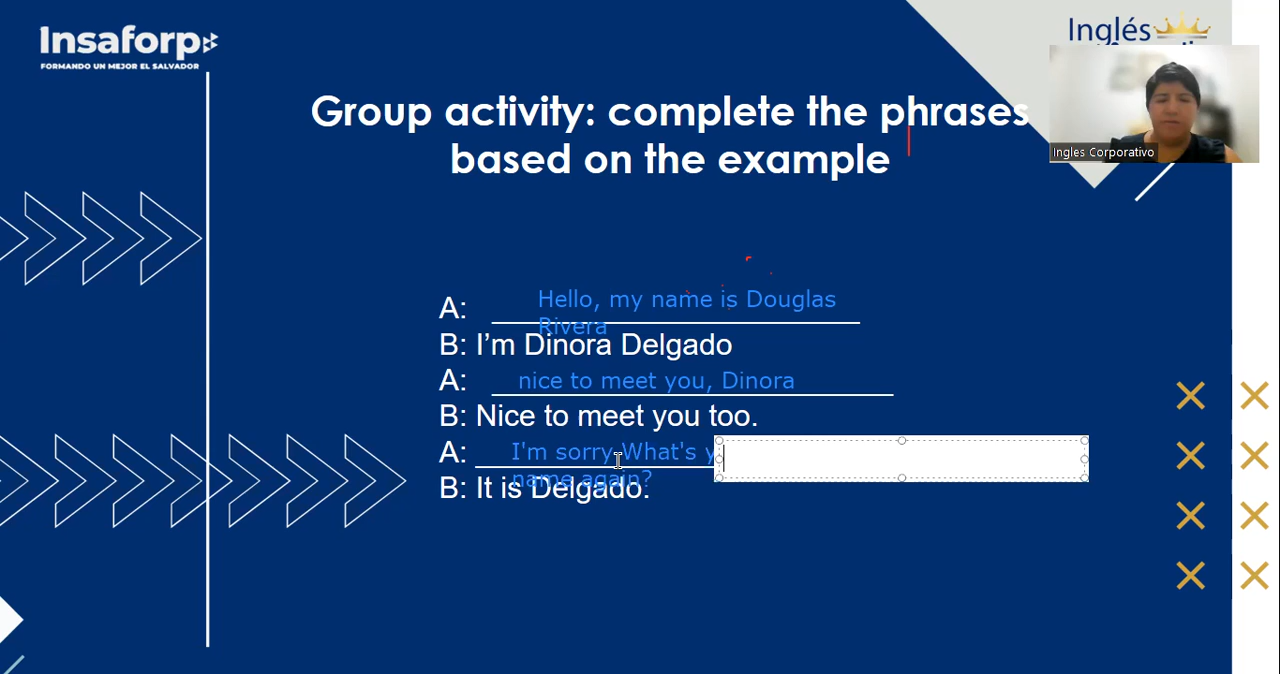 Insaforp
FORMANDO UN MEJOR EL SALVADOR
Inglés
Ingles Corporativo
Group activity: complete the phrases
based on the example
A: Hello, my name is Douglas
Rivera
B: I'm Dinora Delgado
A: nice to meet you, Dinora
B: Nice to meet you too.
A: I'm sorry What's y
name again?
B: It is Delgado.